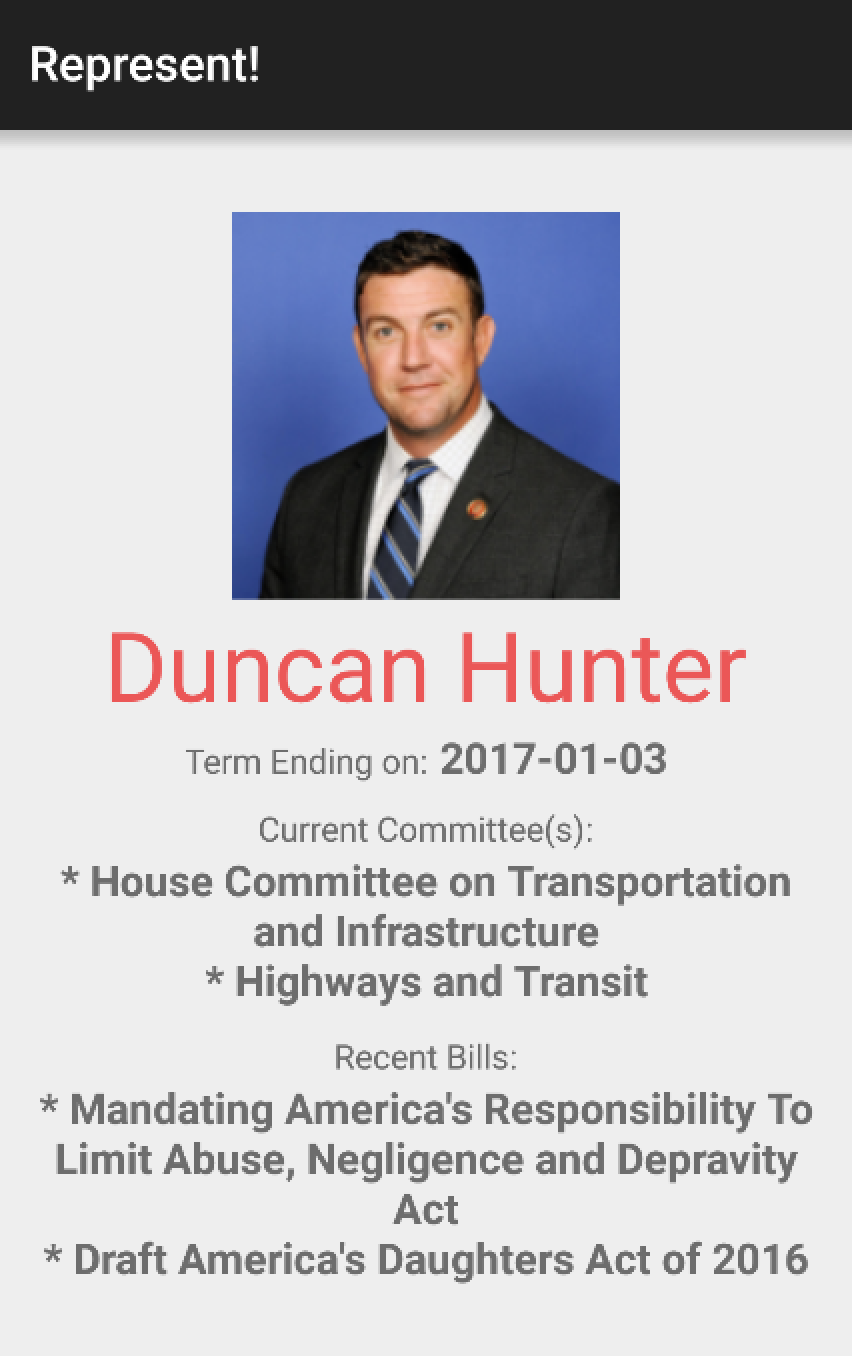 Represent!
Duncan Hunter
Term Ending on: 2017-01-03
Current Committee(s):
* House Committee on Transportation
and Infrastructure
* Highways and Transit
Recent Bills:
* Mandating America's Responsibility To
Limit Abuse, Negligence and Depravity
Act
* Draft America's Daughters Act of 2016